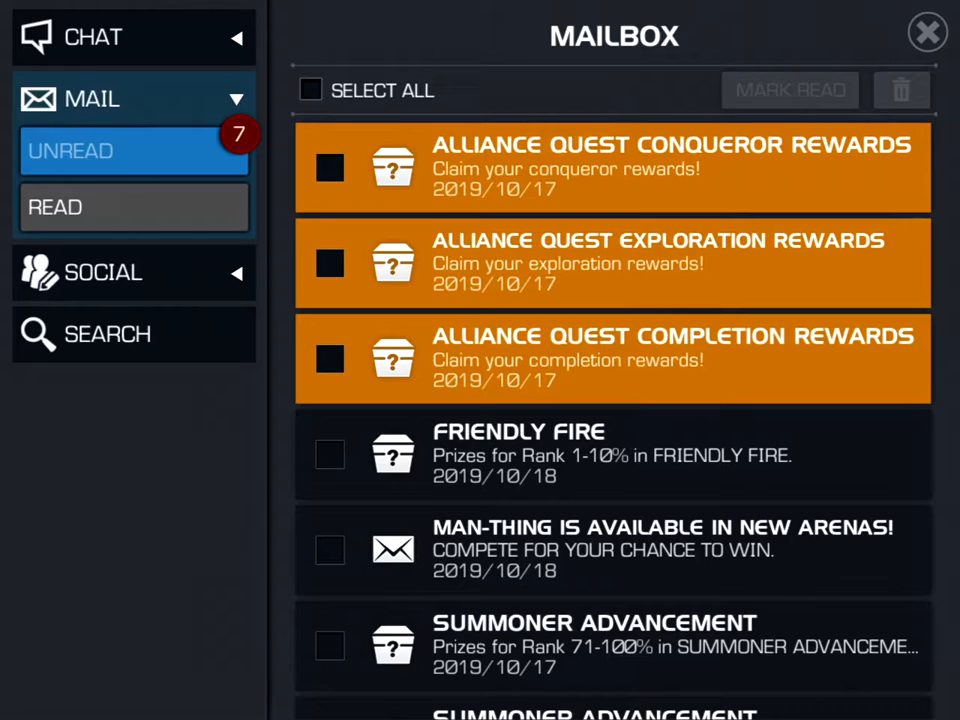 CHAT
MAIL
7
UNREAD
READ
SOCIAL
SEARCH
MAILBOX
SELECT ALL
MARK READ
ALLIANCE QUEST CONQUEROR REWARDS
Claim your conqueror rewards!
2019/10/17
ALLIANCE QUEST EXPLORATION REWARDS
Claim your exploration rewards!
2019/10/17
ALLIANCE QUEST COMPLETION REWARDS
Claim your completion rewards!
2019/10/17
FRIENDLY FIRE
Prizes for Rank 1-10% in FRIENDLY FIRE.
2019/10/18
MAN-THING IS AVAILABLE IN NEW ARENAS!
COMPETE FOR YOUR CHANCE TO WIN.
2019/10/18
SUMMONER ADVANCEMENT
Prizes for Rank 71-100% in SUMMONER ADVANCEME...
2019/10/17
SUMMONER ADVANCEMENT